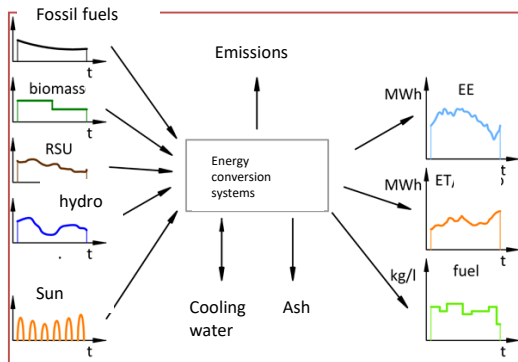 Fossil fuels
t
biomass
t
RSU
t
hydro
t
Sun
t
Emissions
Energy
conversion
systems
Cooling
water
Ash
MWh
EE
t
MWh
t
kg/l
fuel
t